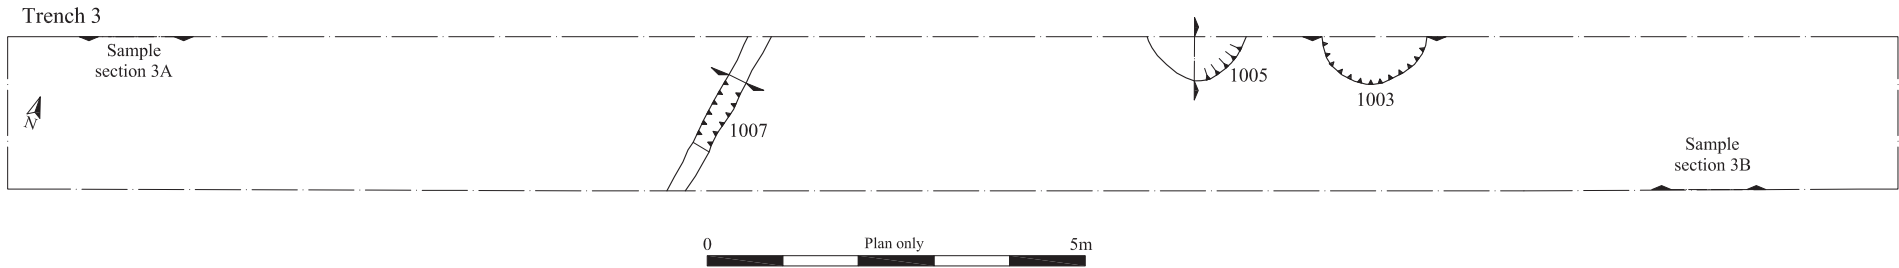 Trench 3
Sample
section 3A
N
1007
1005
1003
Sample
section 3B
0 Plan only 5m